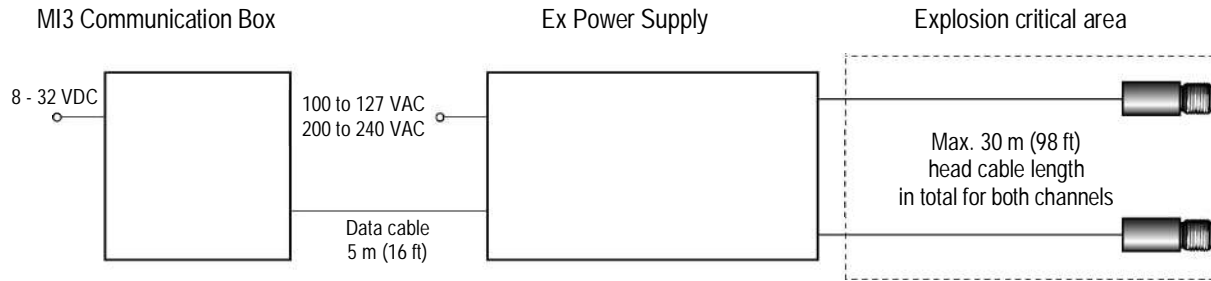 MI3 Communication Box
Ex Power Supply
Explosion critical area
8 - 32 VDC
100 to 127 VAC
200 to 240 VAC
Max. 30 m (98 ft)
head cable length
in total for both channels
Data cable
5 m (16 ft)